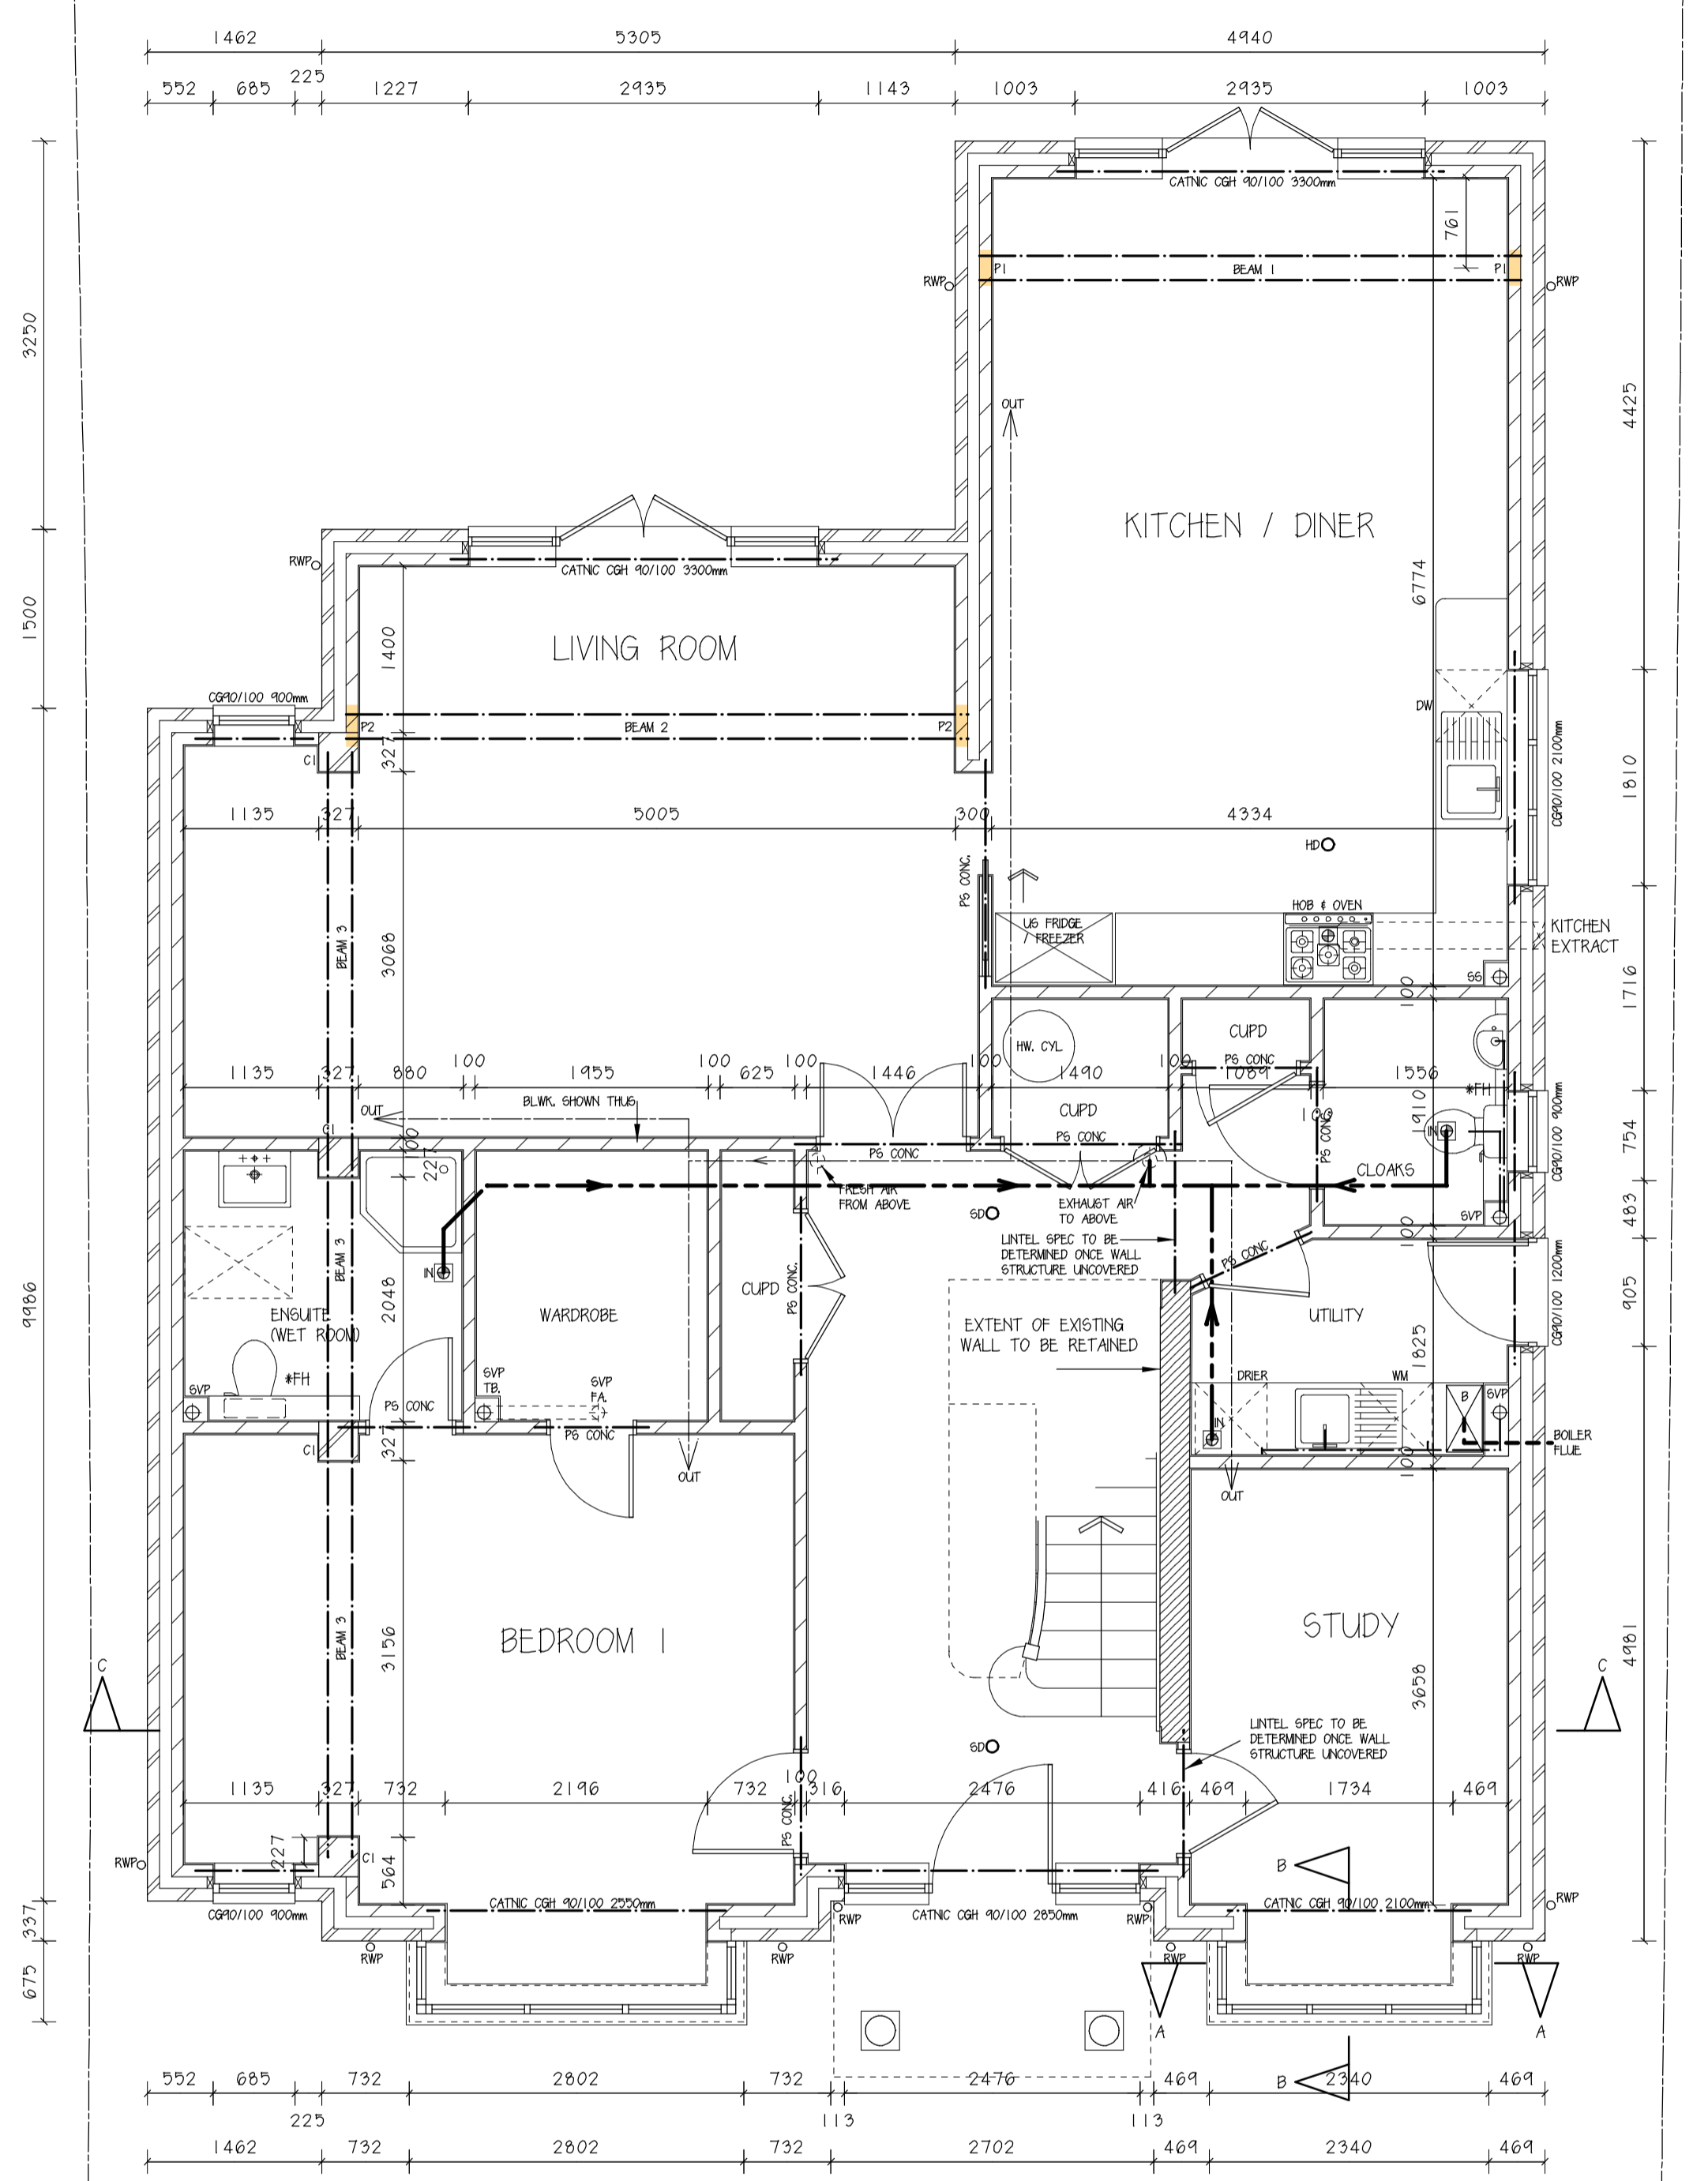 1462 5305 4940
225
552 685 1227 2935 1143 1003 2935 1003
CATNIC CGH 90/100 3300mm
761
P1 BEAM 1 P1
RWP RWP
3250
4425
OUT
KITCHEN / DINER
RWP
CATNIC CGH 90/100 3300mm
6774
1500
1400
LIVING ROOM
CG90/100 900mm
DW
P2 BEAM 2 P2
327
C1
CG90/100 2100mm
1810
1135 327 5005 300 4334
HD
PS CONC.
HOB & OVEN
US FRIDGE
/ FREEZER
KITCHEN
EXTRACT
BEAM 3
3068
SS
100
1716
CUPD
HW. CYL
PS CONC
100 100 100 100 100
1135 327 880 1955 625 1446 1490 1089 1556
*FH
BLWK. SHOWN THUS
OUT
CUPD
910
100
C1
100
PS CONC
PS CONC
PS CONC
IN
CG90/100 900mm
754
227
CLOAKS
FRESH AIR
FROM ABOVE
EXHAUST AIR
TO ABOVE
SD
SVP
483
LINTEL SPEC TO BE
DETERMINED ONCE WALL
STRUCTURE UNCOVERED
100
PS CONC.
BEAM 3
IN
9986
2048
CUPD
PS CONC.
ENSUITE
(WET ROOM)
WARDROBE
UTILITY
CG90/100 1200mm
905
EXTENT OF EXISTING
WALL TO BE RETAINED
1825
*FH
SVP
TB.
SVP
F.A.
DRIER WM
SVP
B SVP
PS CONC
PS CONC
IN
BOILER
FLUE
327
C1
100
OUT
OUT
BEAM 3
3156
BEDROOM 1
STUDY
4981
C C
3658
LINTEL SPEC TO BE
DETERMINED ONCE WALL
STRUCTURE UNCOVERED
SD
100
1135 327 732 2196 732 316 2476 416 469 1734 469
PS CONC.
227
RWP
C1
564
B
CATNIC CGH 90/100 2550mm
CATNIC CGH 90/100 2100mm
CG90/100 900mm
CATNIC CGH 90/100 2850mm
RWP RWP
RWP
337
RWP RWP RWP RWP
675
A A
B
552 685 732 2802 732 2476 469 2340 469
225 113 113
1462 732 2802 732 2702 469 2340 469